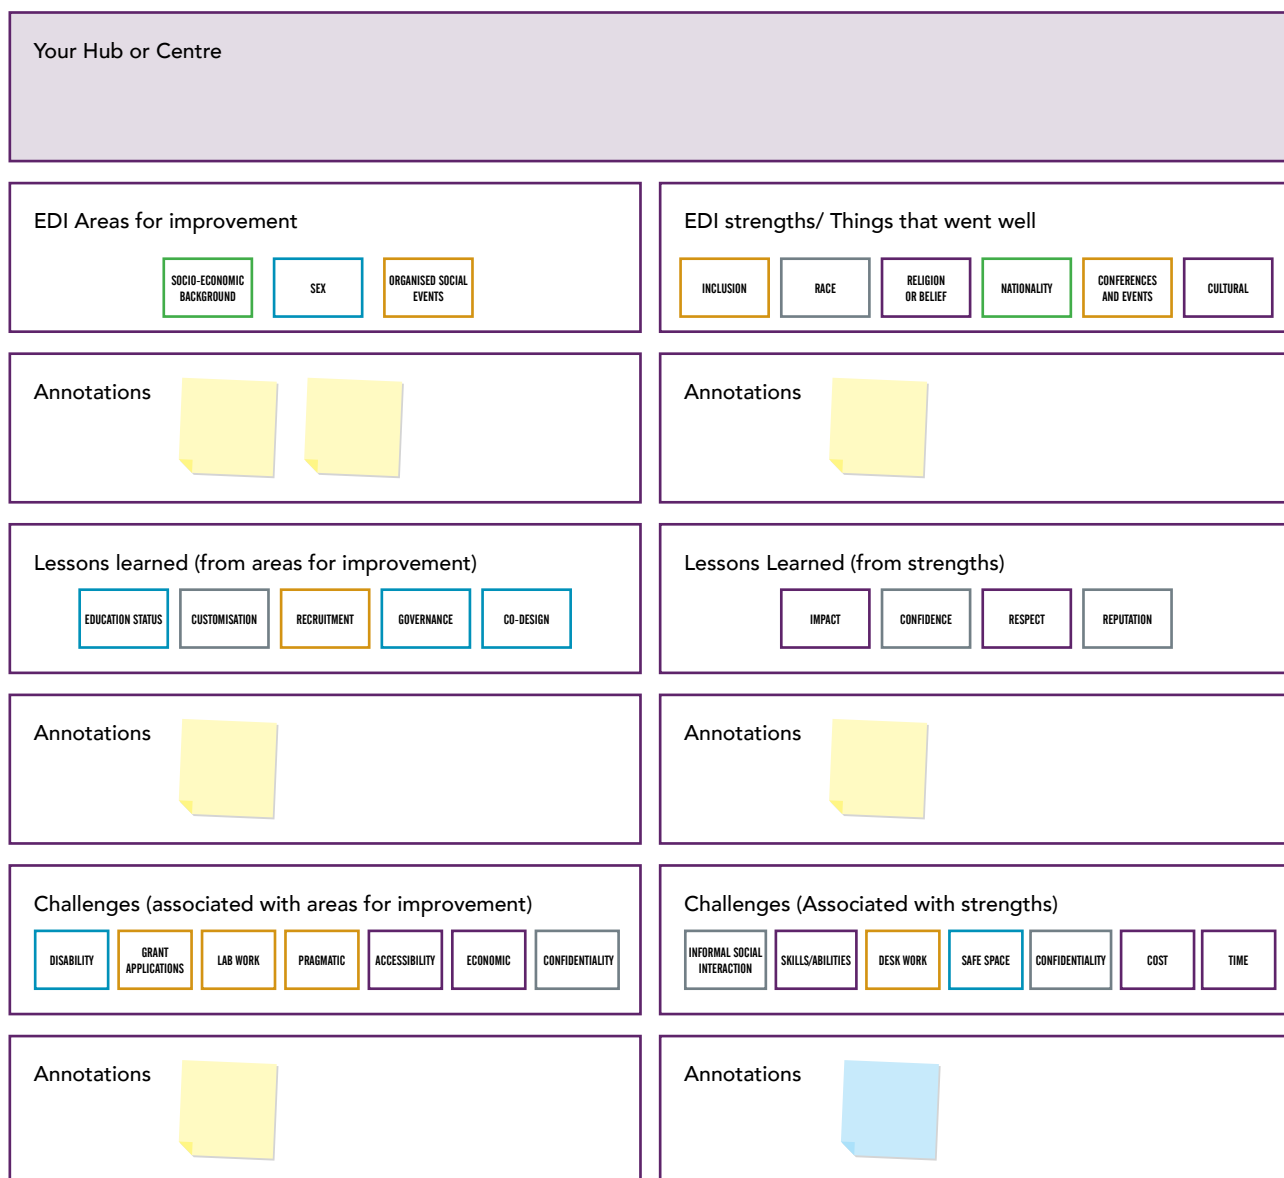 Your Hub or Centre
EDI Areas for improvement
SOCIO-ECONOMIC
BACKGROUND
SEX
ORGANISED SOCIAL
EVENTS
EDI strengths/ Things that went well
INCLUSION
RACE
RELIGION
OR BELIEF
NATIONALITY
CONFERENCES
AND EVENTS
CULTURAL
Annotations
Annotations
Lessons learned (from areas for improvement)
EDUCATION STATUS
CUSTOMISATION
RECRUITMENT
GOVERNANCE
CO-DESIGN
Lessons Learned (from strengths)
IMPACT
CONFIDENCE
RESPECT
REPUTATION
Annotations
Annotations
Challenges (associated with areas for improvement)
DISABILITY
GRANT
APPLICATIONS
LAB WORK
PRAGMATIC
ACCESSIBILITY
ECONOMIC
CONFIDENTIALITY
Challenges (Associated with strengths)
INFORMAL SOCIAL
INTERACTION
SKILLS/ABILITIES
DESK WORK
SAFE SPACE
CONFIDENTIALITY
COST
TIME
Annotations
Annotations